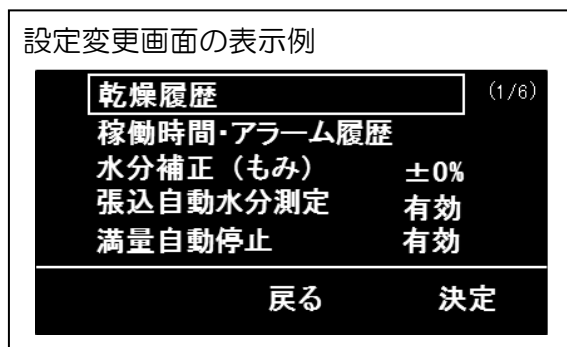 設定変更画面の表示例
乾燥履歴 (1/6)
稼働時間・アラーム履歴
水分補正（もみ） ±0%
張込自動水分測定 有効
満量自動停止 有効
戻る 決定